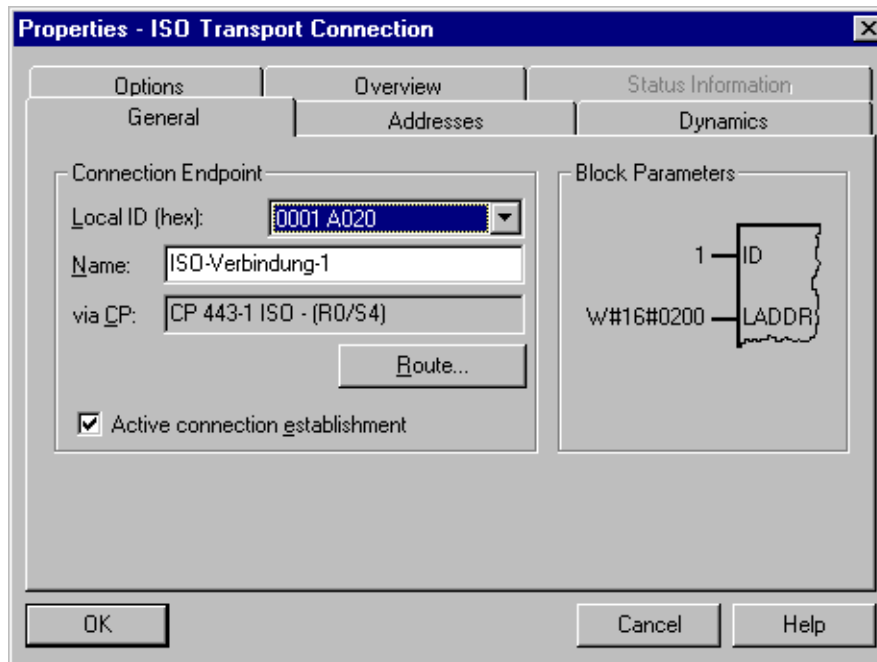 Properties - ISO Transport Connection
Options Overview Status Information
General Addresses Dynamics
Connection Endpoint
Local ID (hex): 0001 A020
Name: ISO-Verbindung-1
via CP: CP 443-1 ISO - (R0/S4)
Route...
Active connection establishment
Block Parameters
1 ID
W#16#0200 LADDR
OK Cancel Help